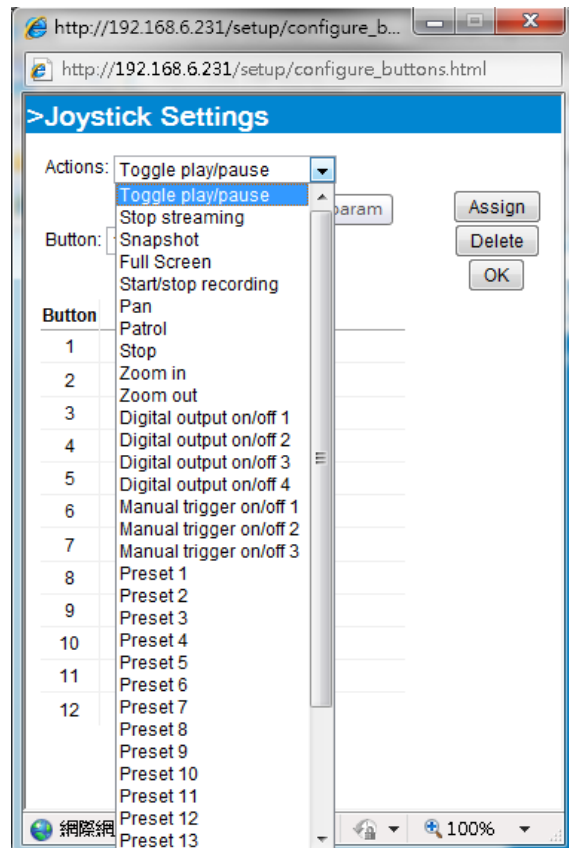 http://192.168.6.231/setup/configure_b...
http://192.168.6.231/setup/configure_buttons.html
>Joystick Settings
Actions: Toggle play/pause
Toggle play/pause
param
Assign
Stop streaming
Button:
Snapshot
Delete
Full Screen
OK
Start/stop recording
Button
Pan
Patrol
1
Stop
2
Zoom in
Zoom out
3
Digital output on/off 1
4
Digital output on/off 2
Digital output on/off 3
5
Digital output on/off 4
6
Manual trigger on/off 1
Manual trigger on/off 2
7
Manual trigger on/off 3
8
Preset 1
Preset 2
9
Preset 3
10
Preset 4
Preset 5
11
Preset 6
12
Preset 7
Preset 8
Preset 9
Preset 10
Preset 11
Preset 12
網際網
100%
Preset 13